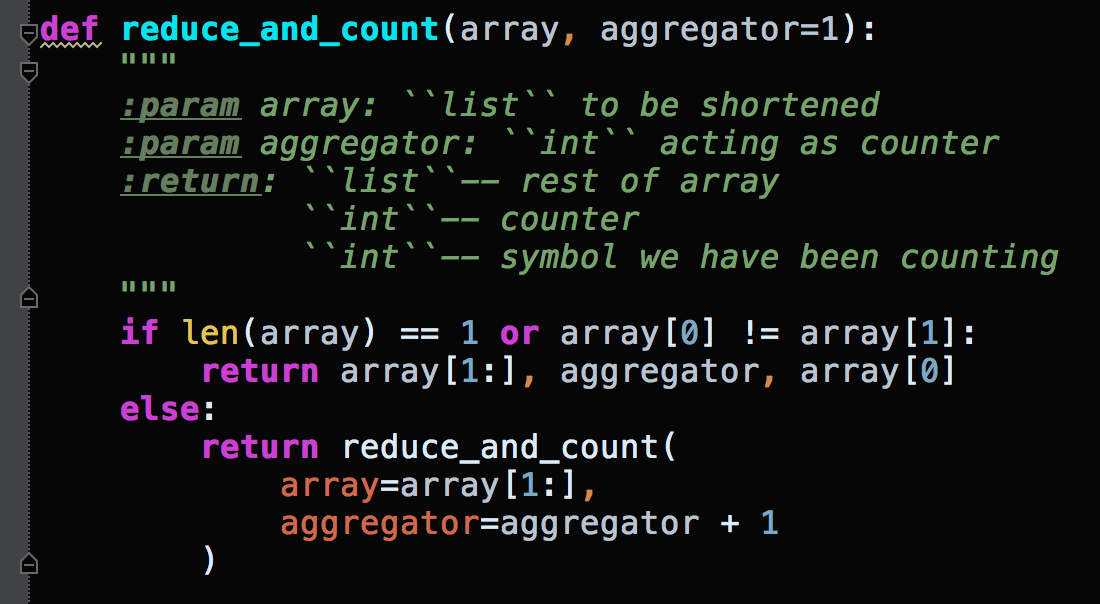 def reduce_and_count(array, aggregator=1):
    """
    :param array: ``list`` to be shortened
    :param aggregator: ``int`` acting as counter
    :return: ``list``-- rest of array
             ``int``-- counter
             ``int``-- symbol we have been counting
    """
    if len(array) == 1 or array[0] != array[1]:
        return array[1:], aggregator, array[0]
    else:
        return reduce_and_count(
            array=array[1:],
            aggregator=aggregator + 1
        )